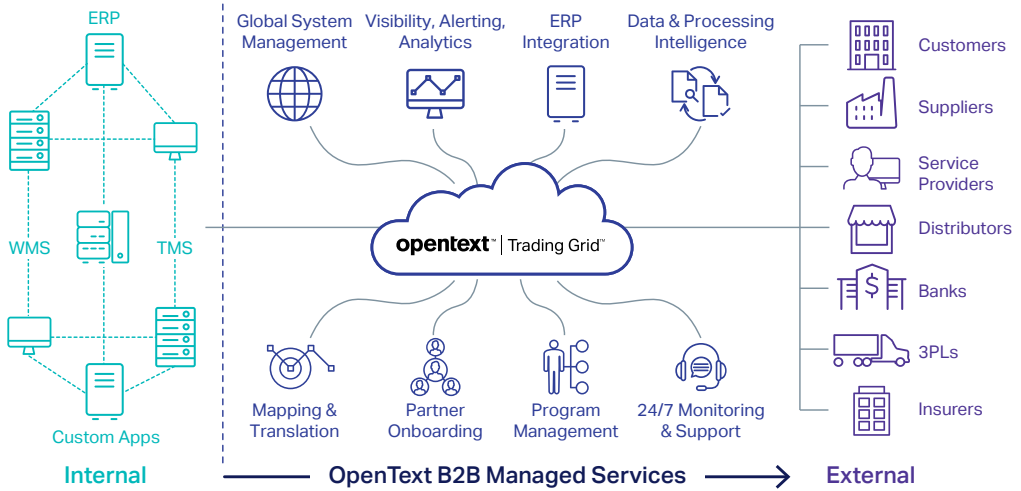 ERP
WMS
TMS
Custom Apps
Internal
Global System
Management
Visibility, Alerting,
Analytics
ERP
Integration
Data & Processing
Intelligence
opentext™ | Trading Grid™
Mapping &
Translation
Partner
Onboarding
Program
Management
24/7 Monitoring
& Support
OpenText B2B Managed Services
$
Customers
Suppliers
Service
Providers
Distributors
Banks
3PLs
Insurers
External